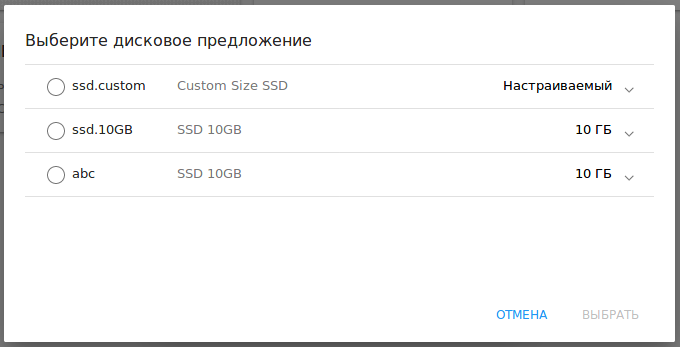 Выберите дисковое предложение
ssd.custom Custom Size SSD Настраиваемый
ssd.10GB SSD 10GB 10 ГБ
abc SSD 10GB 10 ГБ
ОТМЕНА ВЫБРАТЬ